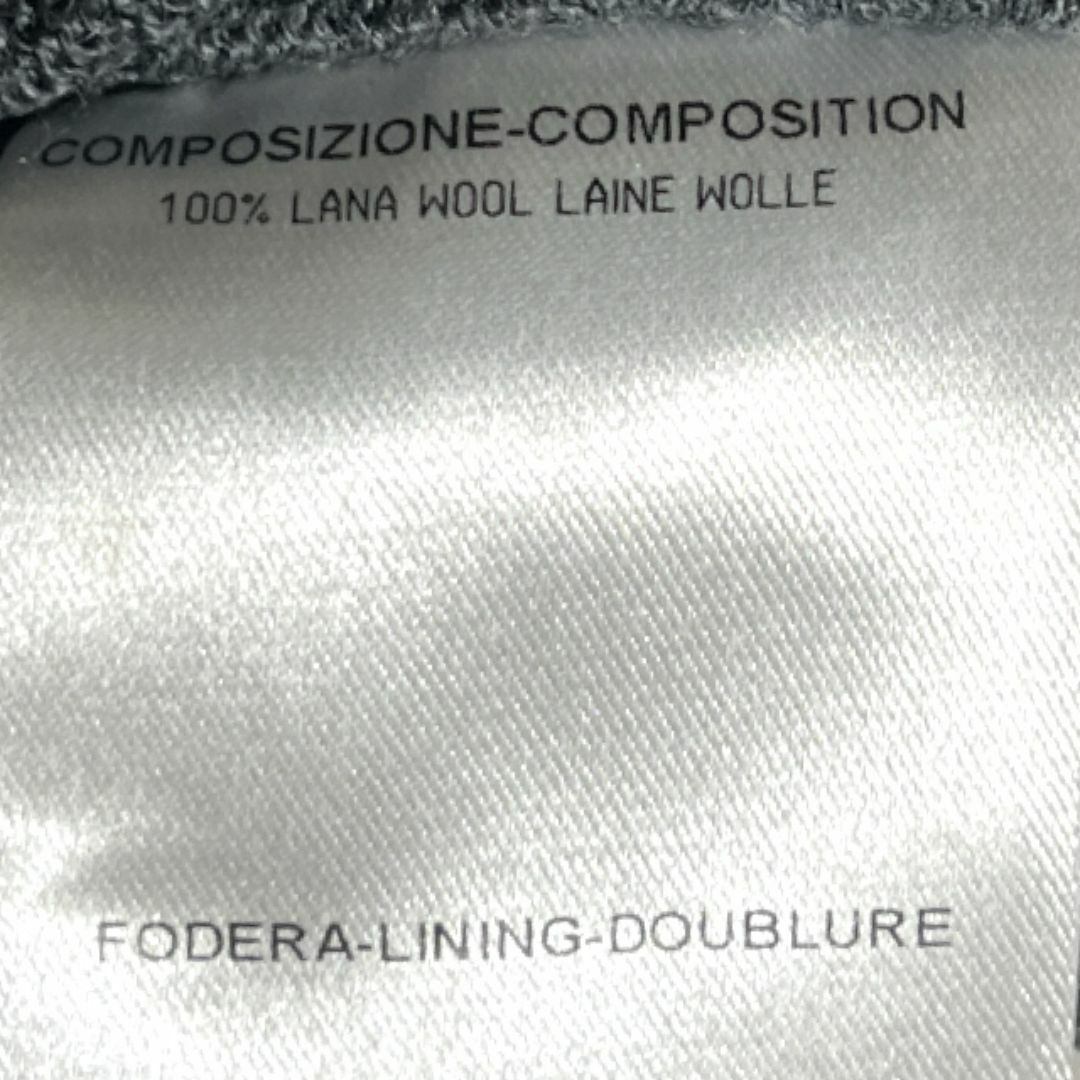 COMPOSIZIONE-COMPOSITION
100% LANA WOOL LAINE WOLLE
FODERA-LINING-DOUBLURE